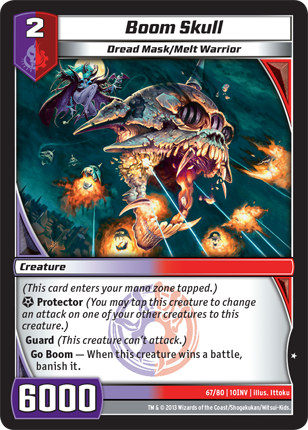 2
Boom Skull
Dread Mask/Melt Warrior
Creature
(This card enters your mana zone tapped.)
Protector (You may tap this creature to change
an attack on one of your other creatures to this
creature.)
Guard (This creature can't attack.)
Go Boom — When this creature wins a battle,
banish it.
6000
67/80 | 10INV | Illus. Ittoku
TM & © 2013 Wizards of the Coast/Shogakukan/Mitsui-Kids.